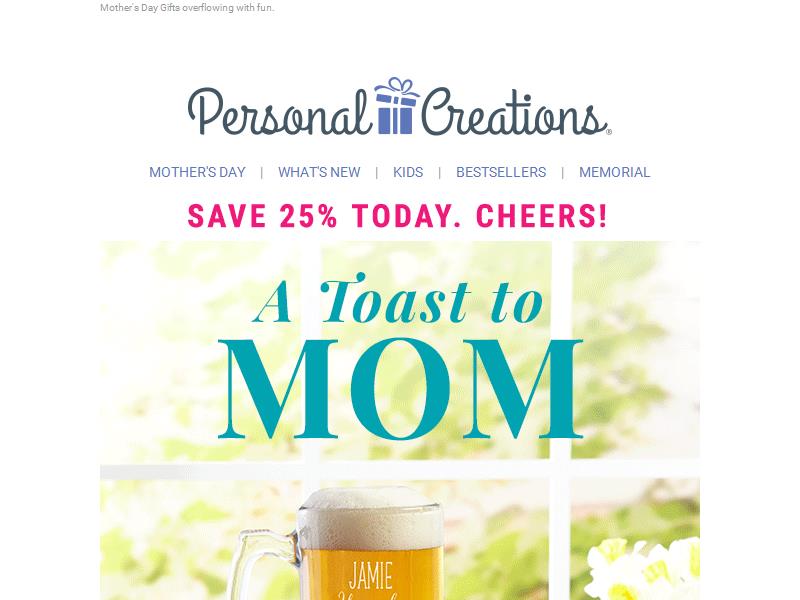 Mother's Day Gifts overflowing with fun.
Personal Creations®
MOTHER'S DAY | WHAT'S NEW | KIDS | BESTSELLERS | MEMORIAL
SAVE 25% TODAY. CHEERS!
A Toast to
MOM
JAMIE